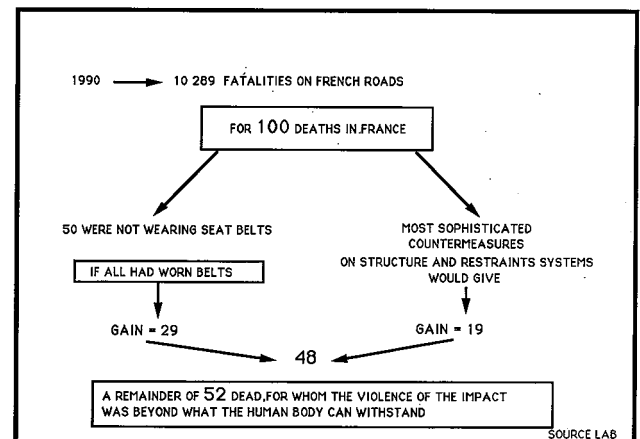 1990 10 289 FATALITIES ON FRENCH ROADS
FOR 100 DEATHS IN FRANCE
50 WERE NOT WEARING SEAT BELTS
IF ALL HAD WORN BELTS
GAIN = 29
MOST SOPHISTICATED
COUNTERMEASURES
ON STRUCTURE AND RESTRAINTS SYSTEMS
WOULD GIVE
GAIN = 19
48
A REMAINDER OF 52 DEAD,FOR WHOM THE VIOLENCE OF THE IMPACT
WAS BEYOND WHAT THE HUMAN BODY CAN WITHSTAND
SOURCE LAB